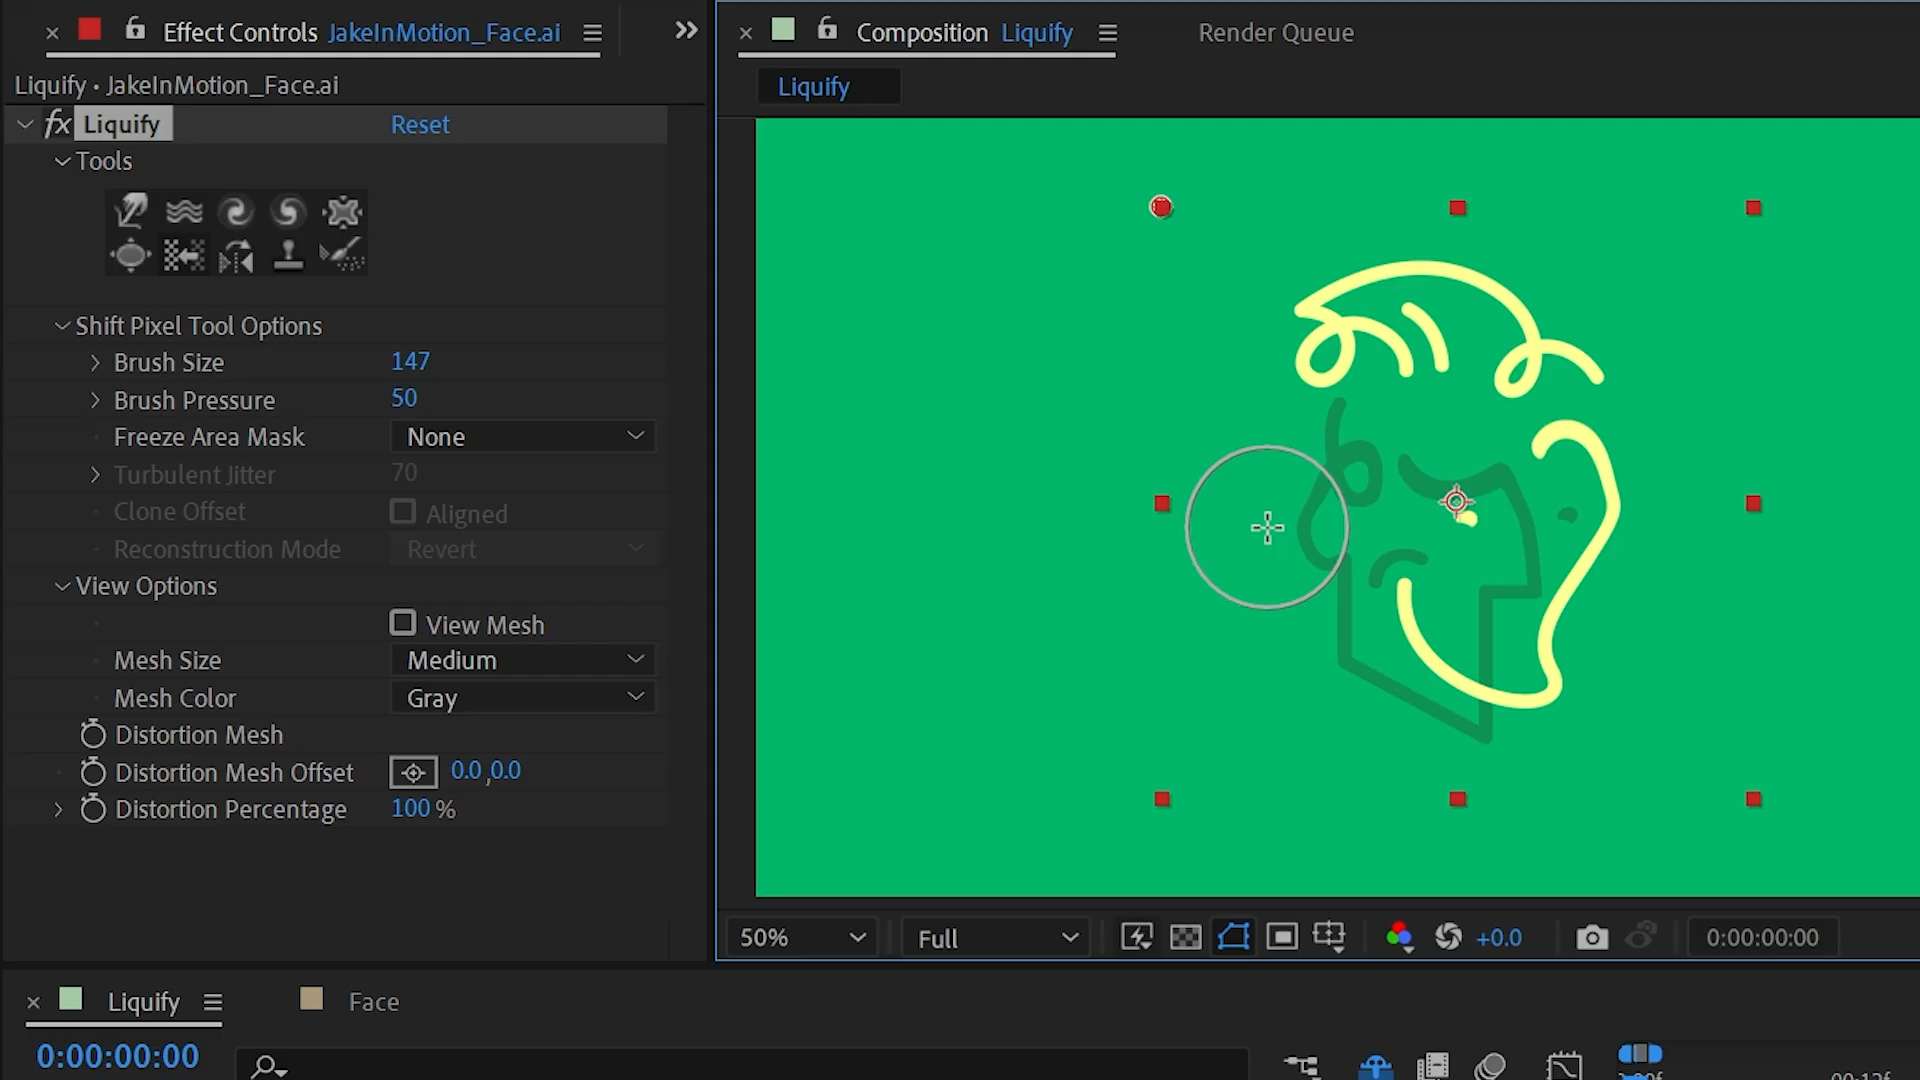 Effect Controls JakeInMotion_Face.ai
Composition Liquify
Render Queue
Liquify • JakeInMotion_Face.ai
Liquify
fx Liquify Reset
Tools
Shift Pixel Tool Options
Brush Size 147
Brush Pressure 50
Freeze Area Mask None
Turbulent Jitter 70
Clone Offset Aligned
Reconstruction Mode Revert
View Options
View Mesh
Mesh Size Medium
Mesh Color Gray
Distortion Mesh
Distortion Mesh Offset 0.0,0.0
Distortion Percentage 100 %
50% Full +0.0 0:00:00:00
Liquify Face
0:00:00:00